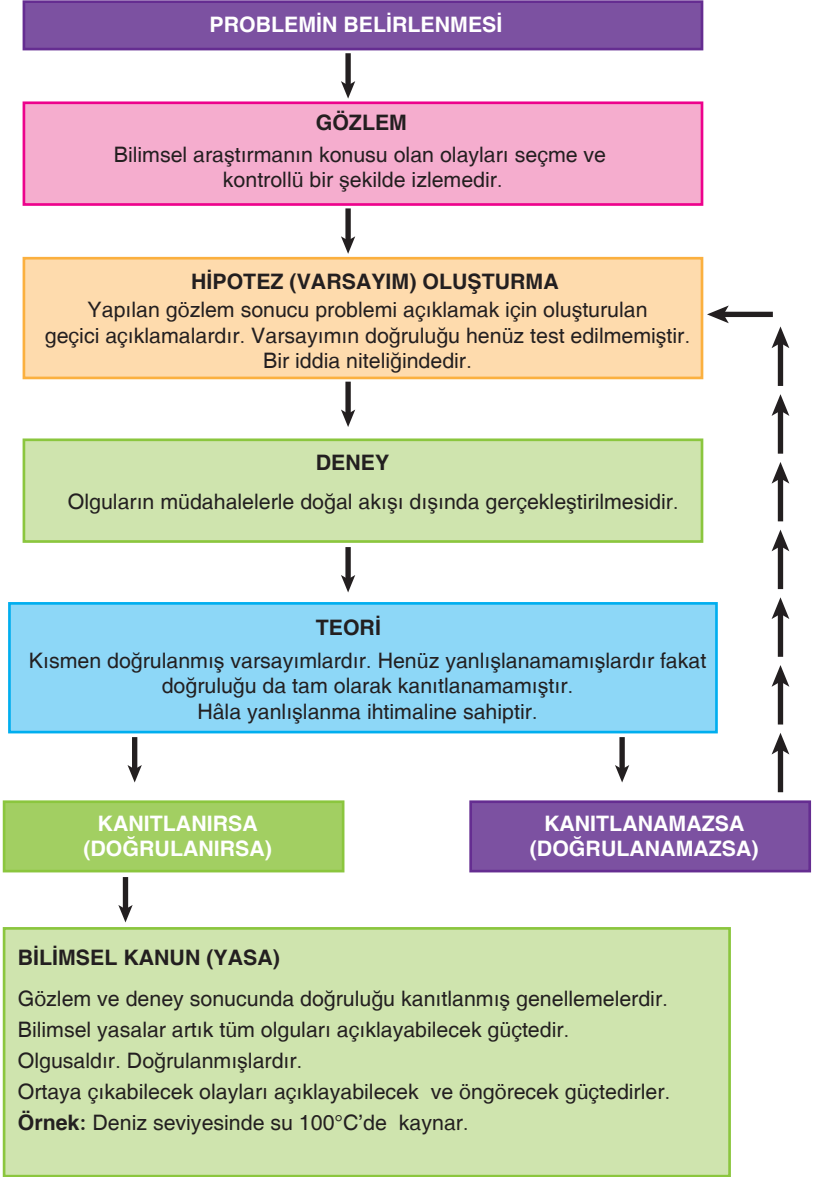 PROBLEMİN BELİRLENMESİ
GÖZLEM
Bilimsel araştırmanın konusu olan olayları seçme ve
kontrollü bir şekilde izlemedir.
HİPOTEZ (VARSAYIM) OLUŞTURMA
Yapılan gözlem sonucu problemi açıklamak için oluşturulan
geçici açıklamalardır. Varsayımın doğruluğu henüz test edilmemiştir.
Bir iddia niteliğindedir.
DENEY
Olguların müdahalelerle doğal akışı dışında gerçekleştirilmesidir.
TEORİ
Kısmen doğrulanmış varsayımlardır. Henüz yanlışlanamamışlardır fakat
doğruluğu da tam olarak kanıtlanamamıştır.
Hâla yanlışlanma ihtimaline sahiptir.
KANITLANIRSA
(DOĞRULANIRSA)
KANITLANAMAZSA
(DOĞRULANAMAZSA)
BİLİMSEL KANUN (YASA)
Gözlem ve deney sonucunda doğruluğu kanıtlanmış genellemelerdir.
Bilimsel yasalar artık tüm olguları açıklayabilecek güçtedir.
Olgusaldır. Doğrulanmışlardır.
Ortaya çıkabilecek olayları açıklayabilecek ve öngörecek güçtedirler.
Örnek: Deniz seviyesinde su 100°C'de kaynar.